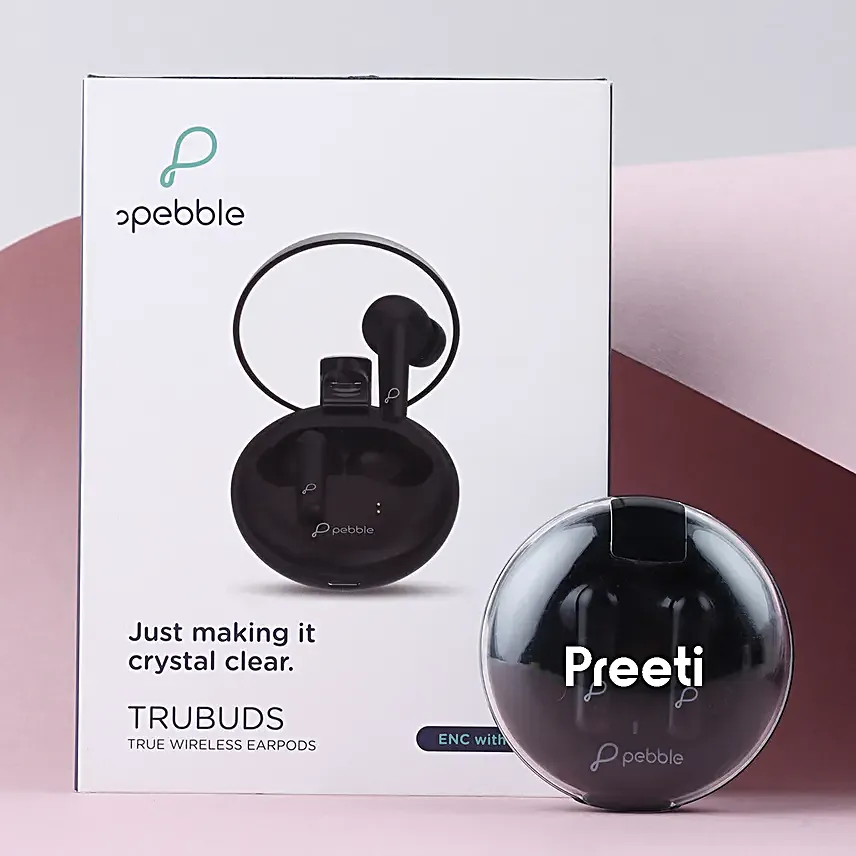 pebble
pebble
Just making it
crystal clear.
TRUBUDS
TRUE WIRELESS EARPODS
ENC with
Preeti
pebble